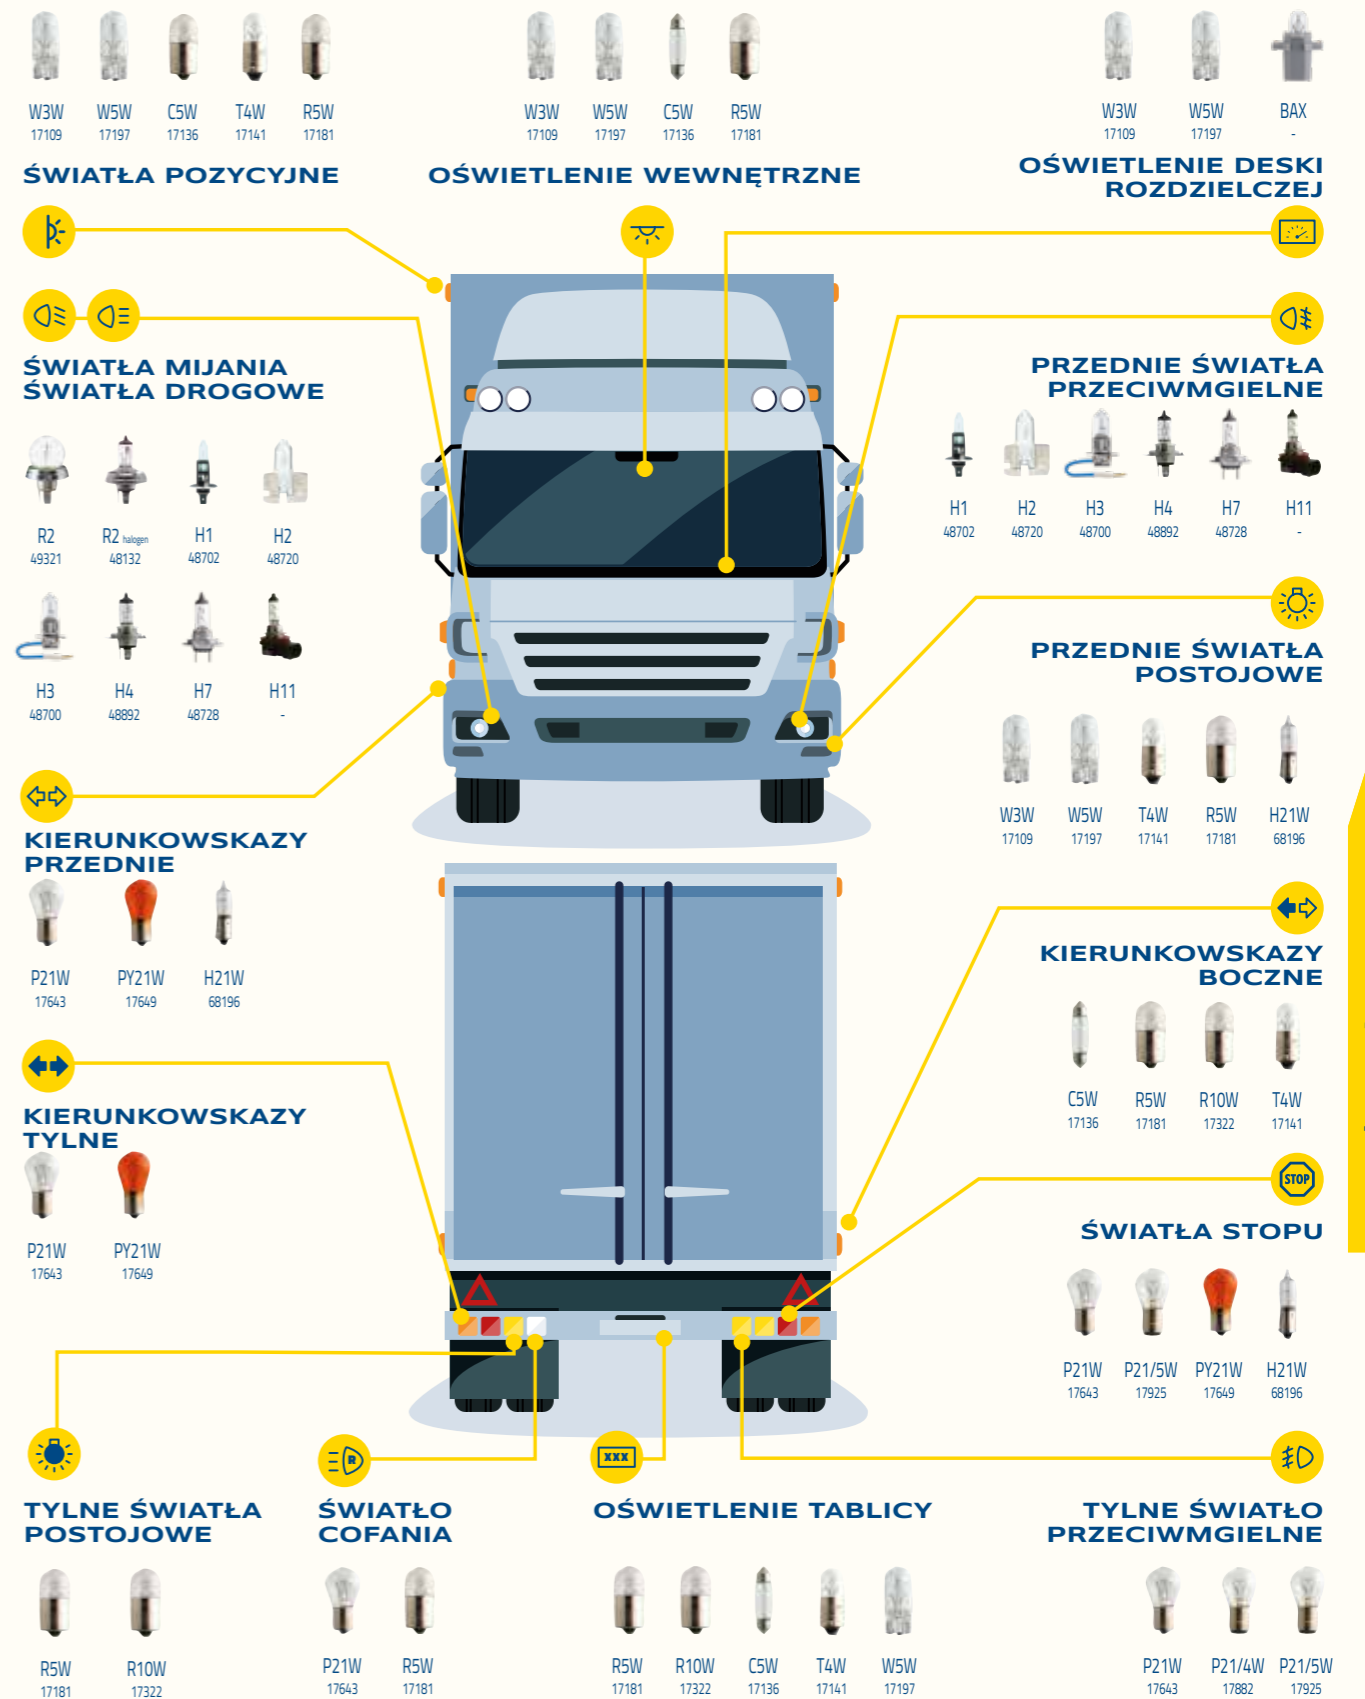 W3W W5W C5W T4W R5W
17109 17197 17136 17141 17181
ŚWIATŁA POZYCYJNE
W3W W5W C5W R5W
17109 17197 17136 17181
OŚWIETLENIE WEWNĘTRZNE
W3W W5W BAX
17109 17197 -
OŚWIETLENIE DESKI
ROZDZIELCZEJ
ŚWIATŁA MIJANIA
ŚWIATŁA DROGOWE
R2 R2 halogen H1 H2
49321 48132 48702 48720
H3 H4 H7 H11
48700 48892 48728 -
PRZEDNIE ŚWIATŁA
PRZECIWMGIELNE
H1 H2 H3 H4 H7 H11
48702 48720 48700 48892 48728 -
PRZEDNIE ŚWIATŁA
POSTOJOWE
W3W W5W T4W R5W H21W
17109 17197 17141 17181 68196
KIERUNKOWSKAZY
PRZEDNIE
P21W PY21W H21W
17643 17649 68196
KIERUNKOWSKAZY
BOCZNE
C5W R5W R10W T4W
17136 17181 17322 17141
KIERUNKOWSKAZY
TYLNE
P21W PY21W
17643 17649
STOP
ŚWIATŁA STOPU
P21W P21/5W PY21W H21W
17643 17925 17649 68196
TYLNE ŚWIATŁA
POSTOJOWE
R5W R10W
17181 17322
R
ŚWIATŁO
COFANIA
P21W R5W
17643 17181
XXX
OŚWIETLENIE TABLICY
R5W R10W C5W T4W W5W
17181 17322 17136 17141 17197
TYLNE ŚWIATŁO
PRZECIWMGIELNE
P21W P21/4W P21/5W
17643 17882 17925